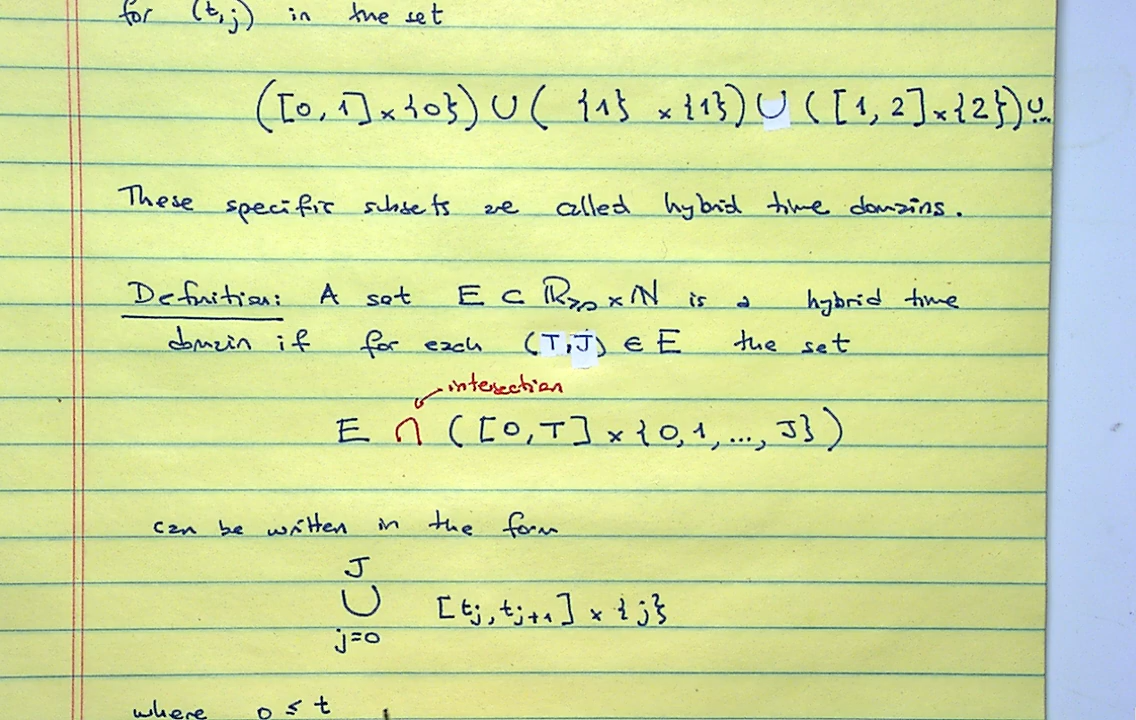 for (t,j) in the set
([0,1]×{0}) ∪ ({1} ×{1}) ∪ ([1,2]×{2}) ∪...
These specific subsets are called hybrid time domains.
Definition: A set E ⊂ ℝ≥0 × ℕ is a hybrid time
domain if for each (T,J) ∈ E the set
intersection
E ∩ ([0,T] × {0,1,...,J})
can be written in the form
J
∪ [tj, tj+1] × {j}
j=0
where 0 ≤ t